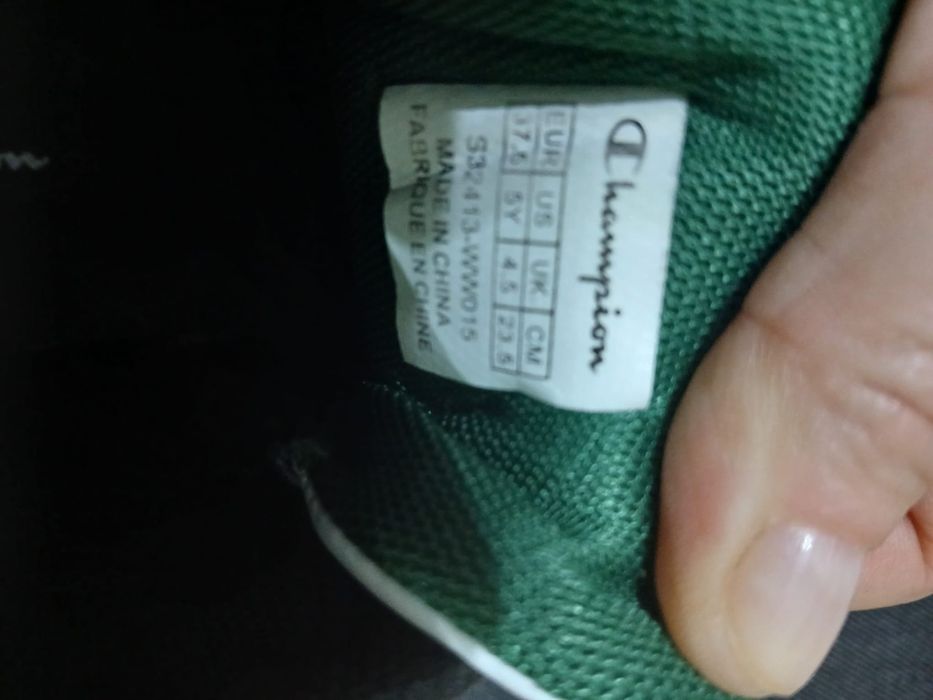 Champion
EUR US UK CM
37.5 5Y 4.5 23.5
S32413-WW015
MADE IN CHINA
FABRIQUE EN CHINE